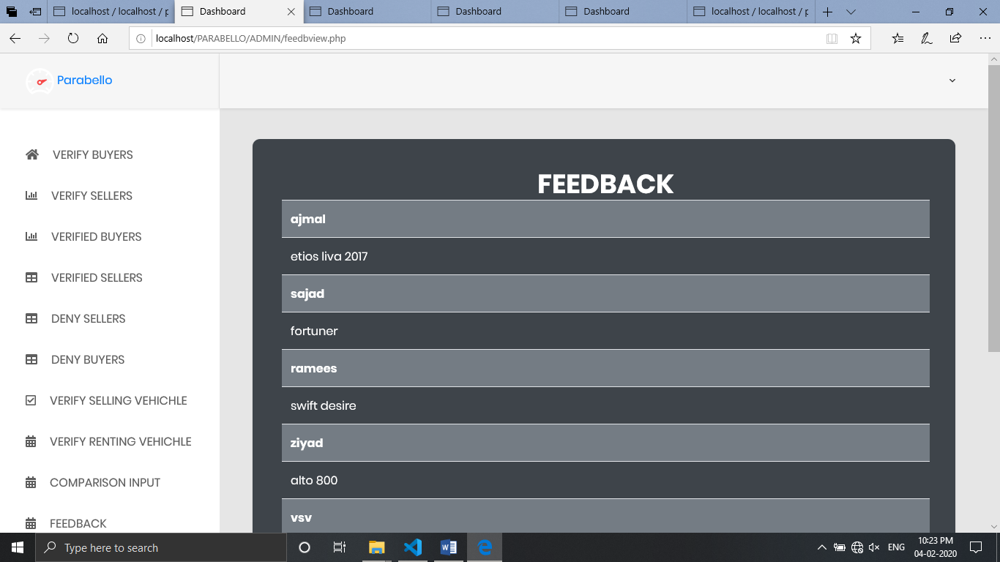 localhost / localhost / p
Dashboard
Dashboard
Dashboard
Dashboard
localhost / localhost / p
localhost/PARABELLO/ADMIN/feedbview.php
Parabello
VERIFY BUYERS
VERIFY SELLERS
VERIFIED BUYERS
VERIFIED SELLERS
DENY SELLERS
DENY BUYERS
VERIFY SELLING VEHICHLE
VERIFY RENTING VEHICHLE
COMPARISON INPUT
FEEDBACK
FEEDBACK
ajmal
etios liva 2017
sajad
fortuner
ramees
swift desire
ziyad
alto 800
vsv
Type here to search
ENG
10:23 PM
04-02-2020